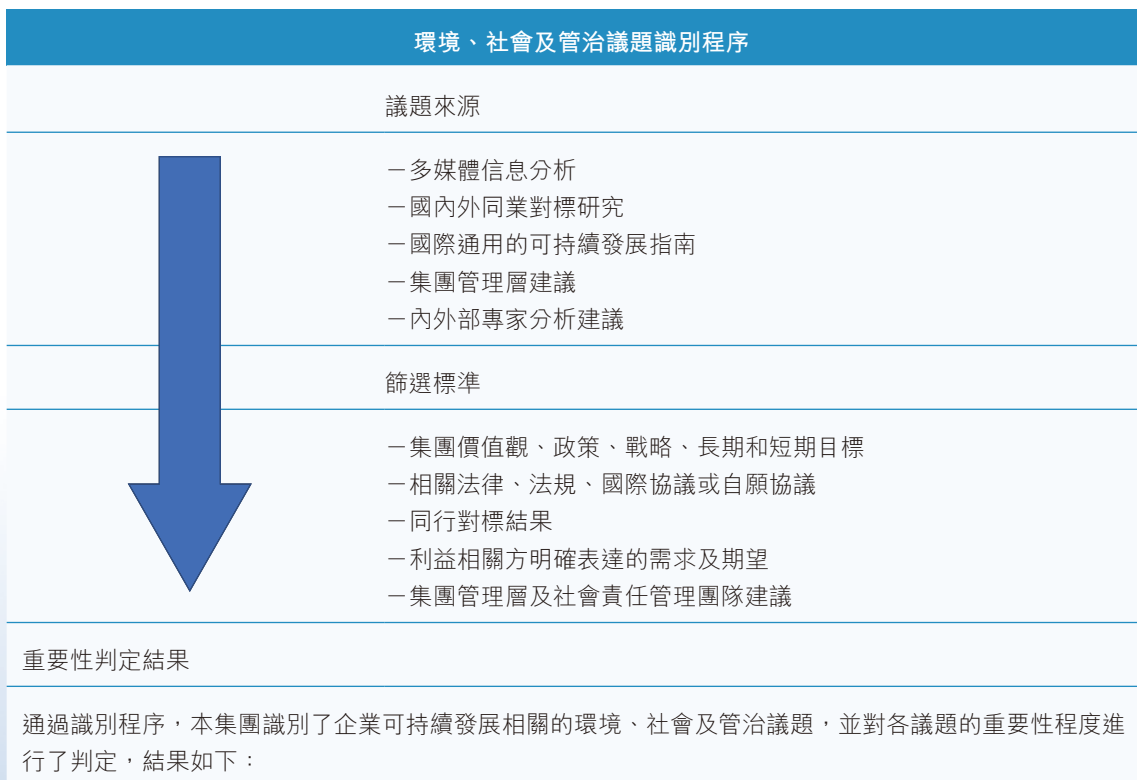 環境、社會及管治議題識別程序
議題來源
－多媒體信息分析
－國內外同業對標研究
－國際通用的可持續發展指南
－集團管理層建議
－內外部專家分析建議
篩選標準
－集團價值觀、政策、戰略、長期和短期目標
－相關法律、法規、國際協議或自願協議
－同行對標結果
－利益相關方明確表達的需求及期望
－集團管理層及社會責任管理團隊建議
重要性判定結果
通過識別程序，本集團識別了企業可持續發展相關的環境、社會及管治議題，並對各議題的重要性程度進
行了判定，結果如下：